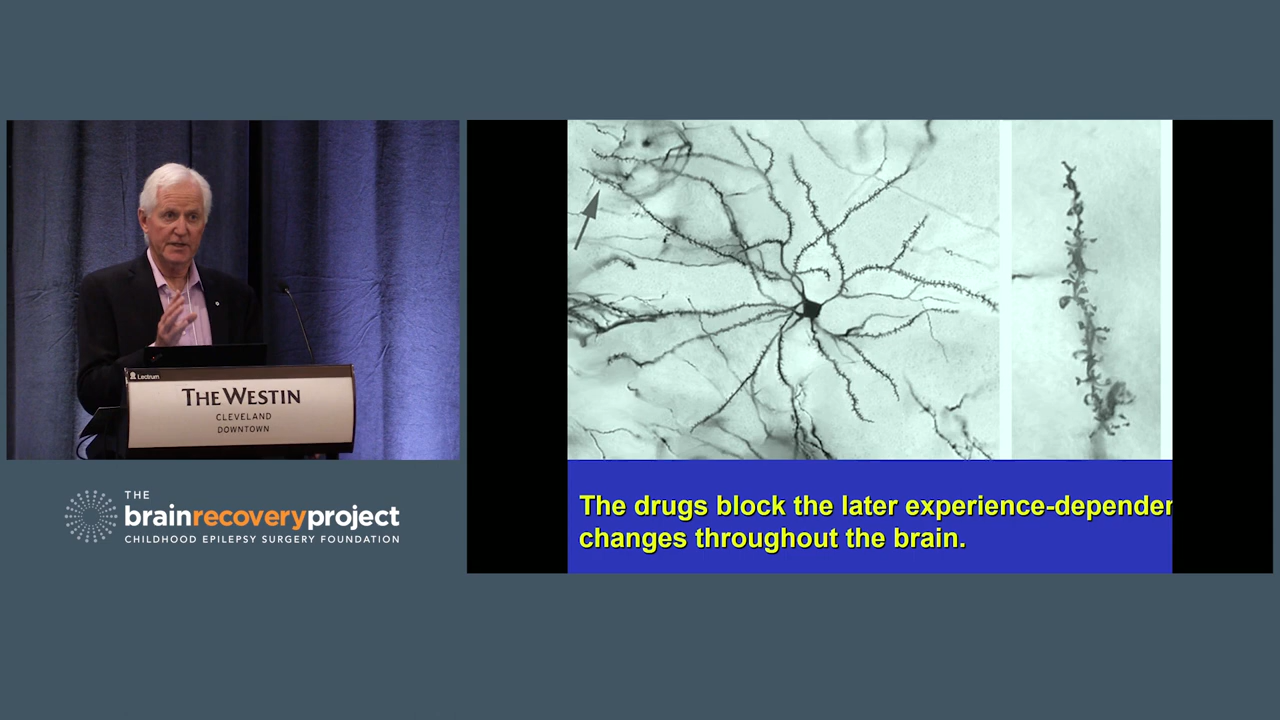 Lectrum
THE WESTIN
CLEVELAND
DOWNTOWN
THE
brainrecoveryproject
CHILDHOOD EPILEPSY SURGERY FOUNDATION
The drugs block the later experience-depender
changes throughout the brain.